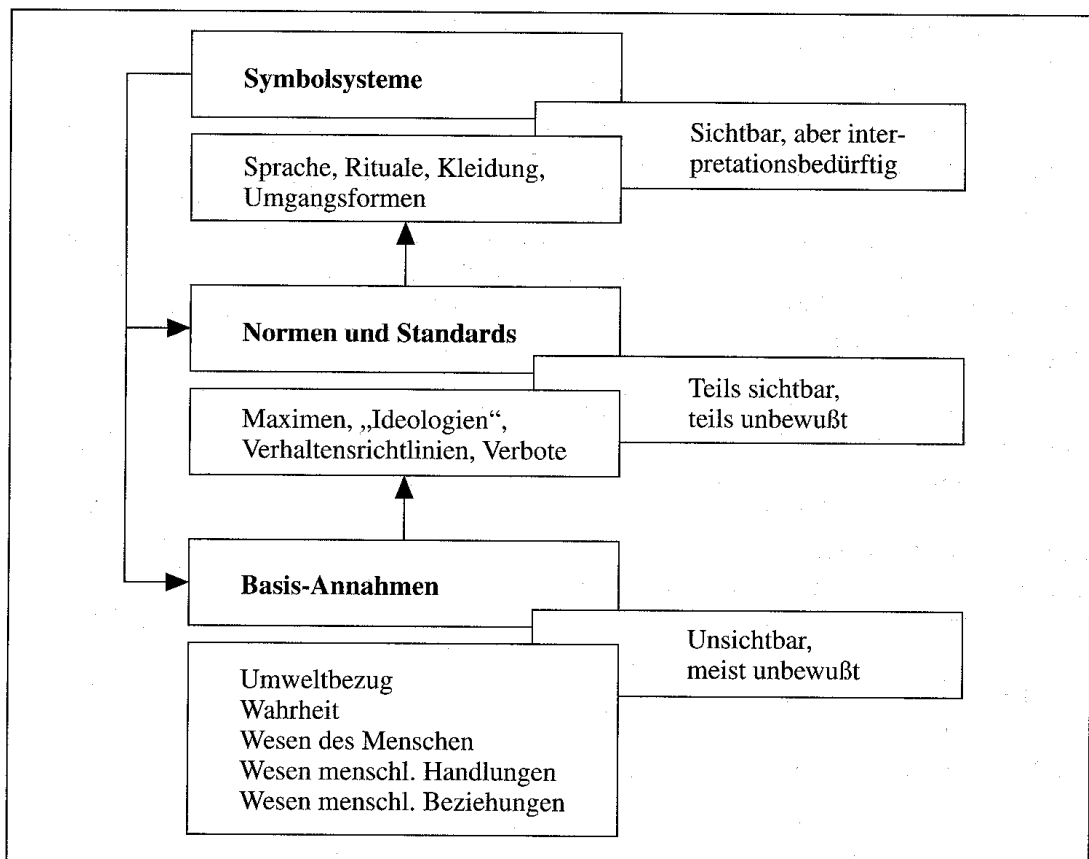 Symbolsysteme
Sichtbar, aber inter-
pretationsbedürftig
Sprache, Rituale, Kleidung,
Umgangsformen
Normen und Standards
Teils sichtbar,
teils unbewußt
Maximen, „Ideologien“,
Verhaltensrichtlinien, Verbote
Basis-Annahmen
Unsichtbar,
meist unbewußt
Umweltbezug
Wahrheit
Wesen des Menschen
Wesen menschl. Handlungen
Wesen menschl. Beziehungen